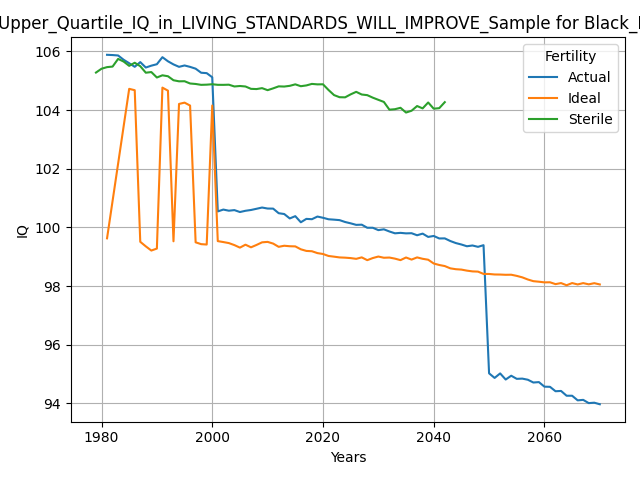 Upper_Quartile_IQ_in_LIVING_STANDARDS_WILL_IMPROVE_Sample for Black_
106
104
102
100
98
96
94
IQ
Fertility
Actual
Ideal
Sterile
1980
2000
2020
2040
2060
Years